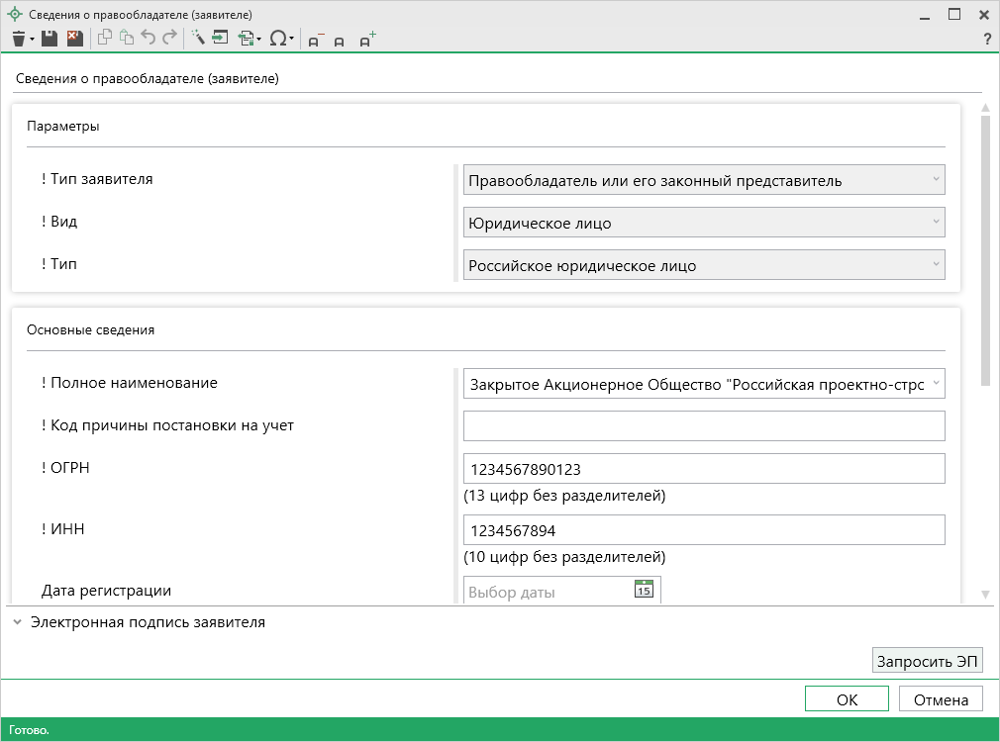 Сведения о правообладателе (заявителе)
?
Сведения о правообладателе (заявителе)
Параметры
! Тип заявителя
Правообладатель или его законный представитель
! Вид
Юридическое лицо
! Тип
Российское юридическое лицо
Основные сведения
! Полное наименование
Закрытое Акционерное Общество "Российская проектно-стрс
! Код причины постановки на учет
! ОГРН
1234567890123
(13 цифр без разделителей)
! ИНН
1234567894
(10 цифр без разделителей)
Дата регистрации
Выбор даты
15
Электронная подпись заявителя
Запросить ЭП
ОК
Отмена
Готово.